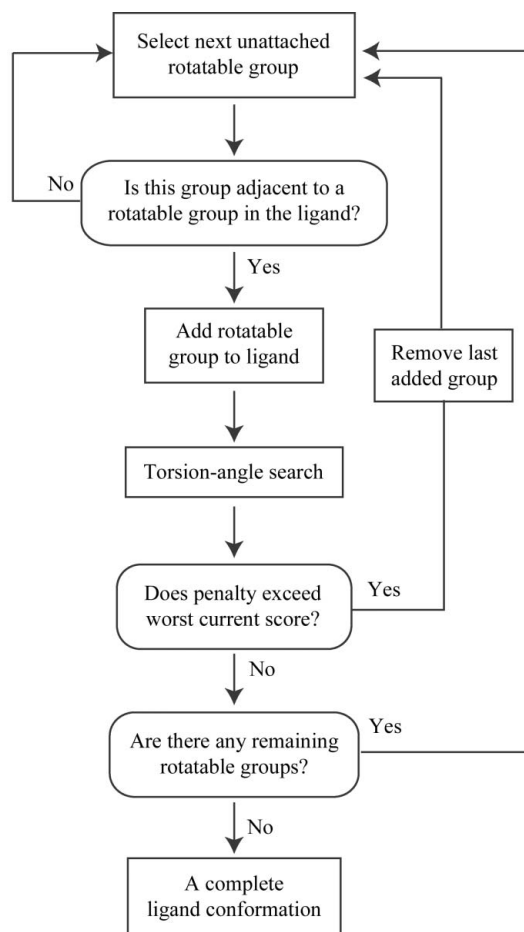 Select next unattached
rotatable group
No
Is this group adjacent to a
rotatable group in the ligand?
Yes
Add rotatable
group to ligand
Remove last
added group
Torsion-angle search
Does penalty exceed
worst current score?
Yes
No
Are there any remaining
rotatable groups?
Yes
No
A complete
ligand conformation